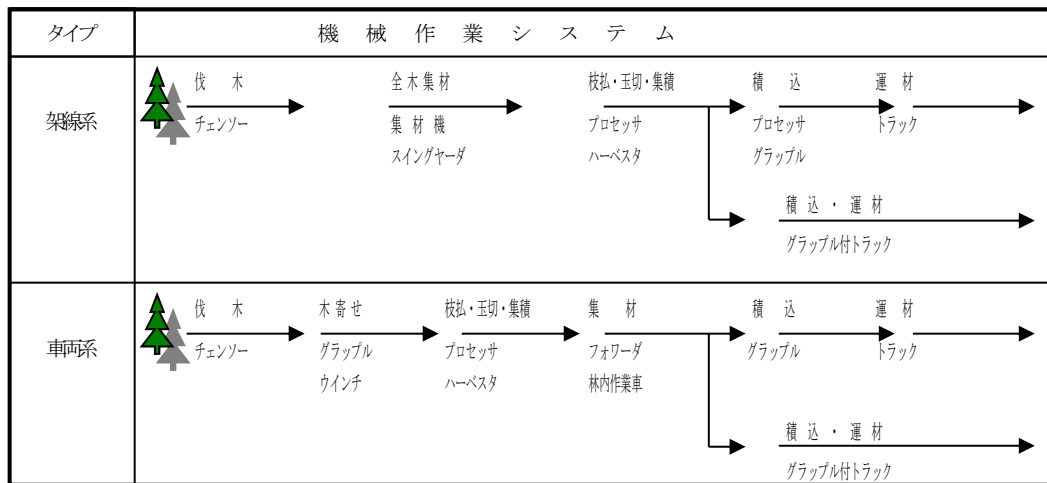 タイプ 機械作業システム
伐木 全木集材 枝払・玉切・集積 積込 運材
架線系 チェンソー 集材機 プロセッサ プロセッサ トラック
スイングヤーダ ハーベスタ グラップル
積込・運材
グラップル付トラック
伐木 木寄せ 枝払・玉切・集積 集材 積込 運材
車両系 チェンソー グラップル プロセッサ フォワーダ グラップル トラック
ウインチ ハーベスタ 林内作業車
積込・運材
グラップル付トラック